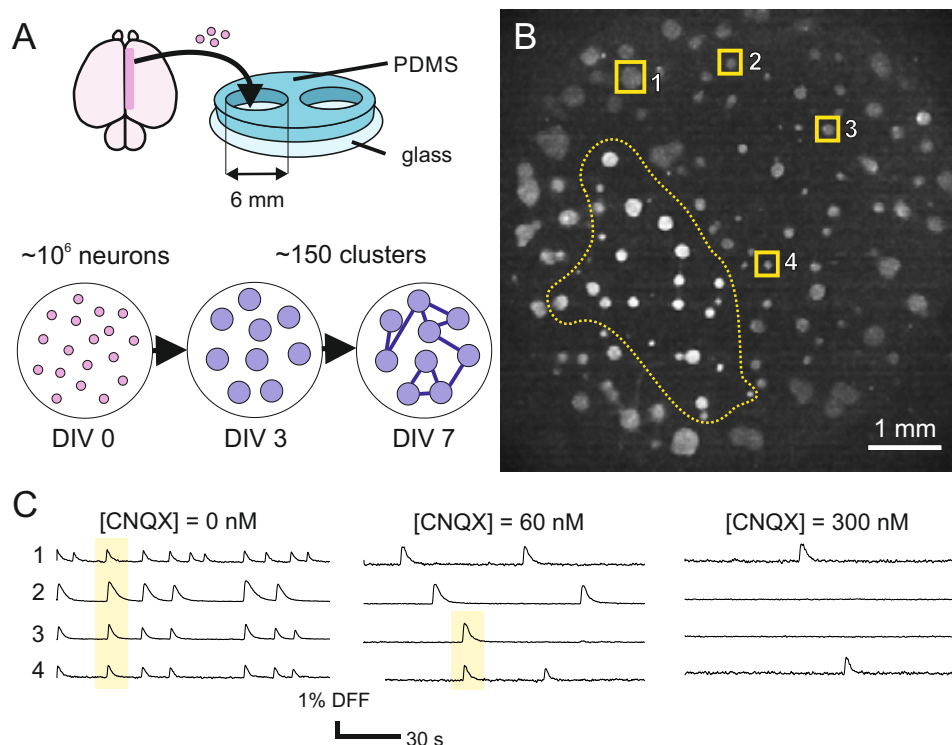 A
PDMS
glass
6 mm
~10⁶ neurons
~150 clusters
DIV 0
DIV 3
DIV 7
B
1
2
3
4
1 mm
C
[CNQX] = 0 nM
[CNQX] = 60 nM
[CNQX] = 300 nM
1
2
3
4
1% DFF
30 s